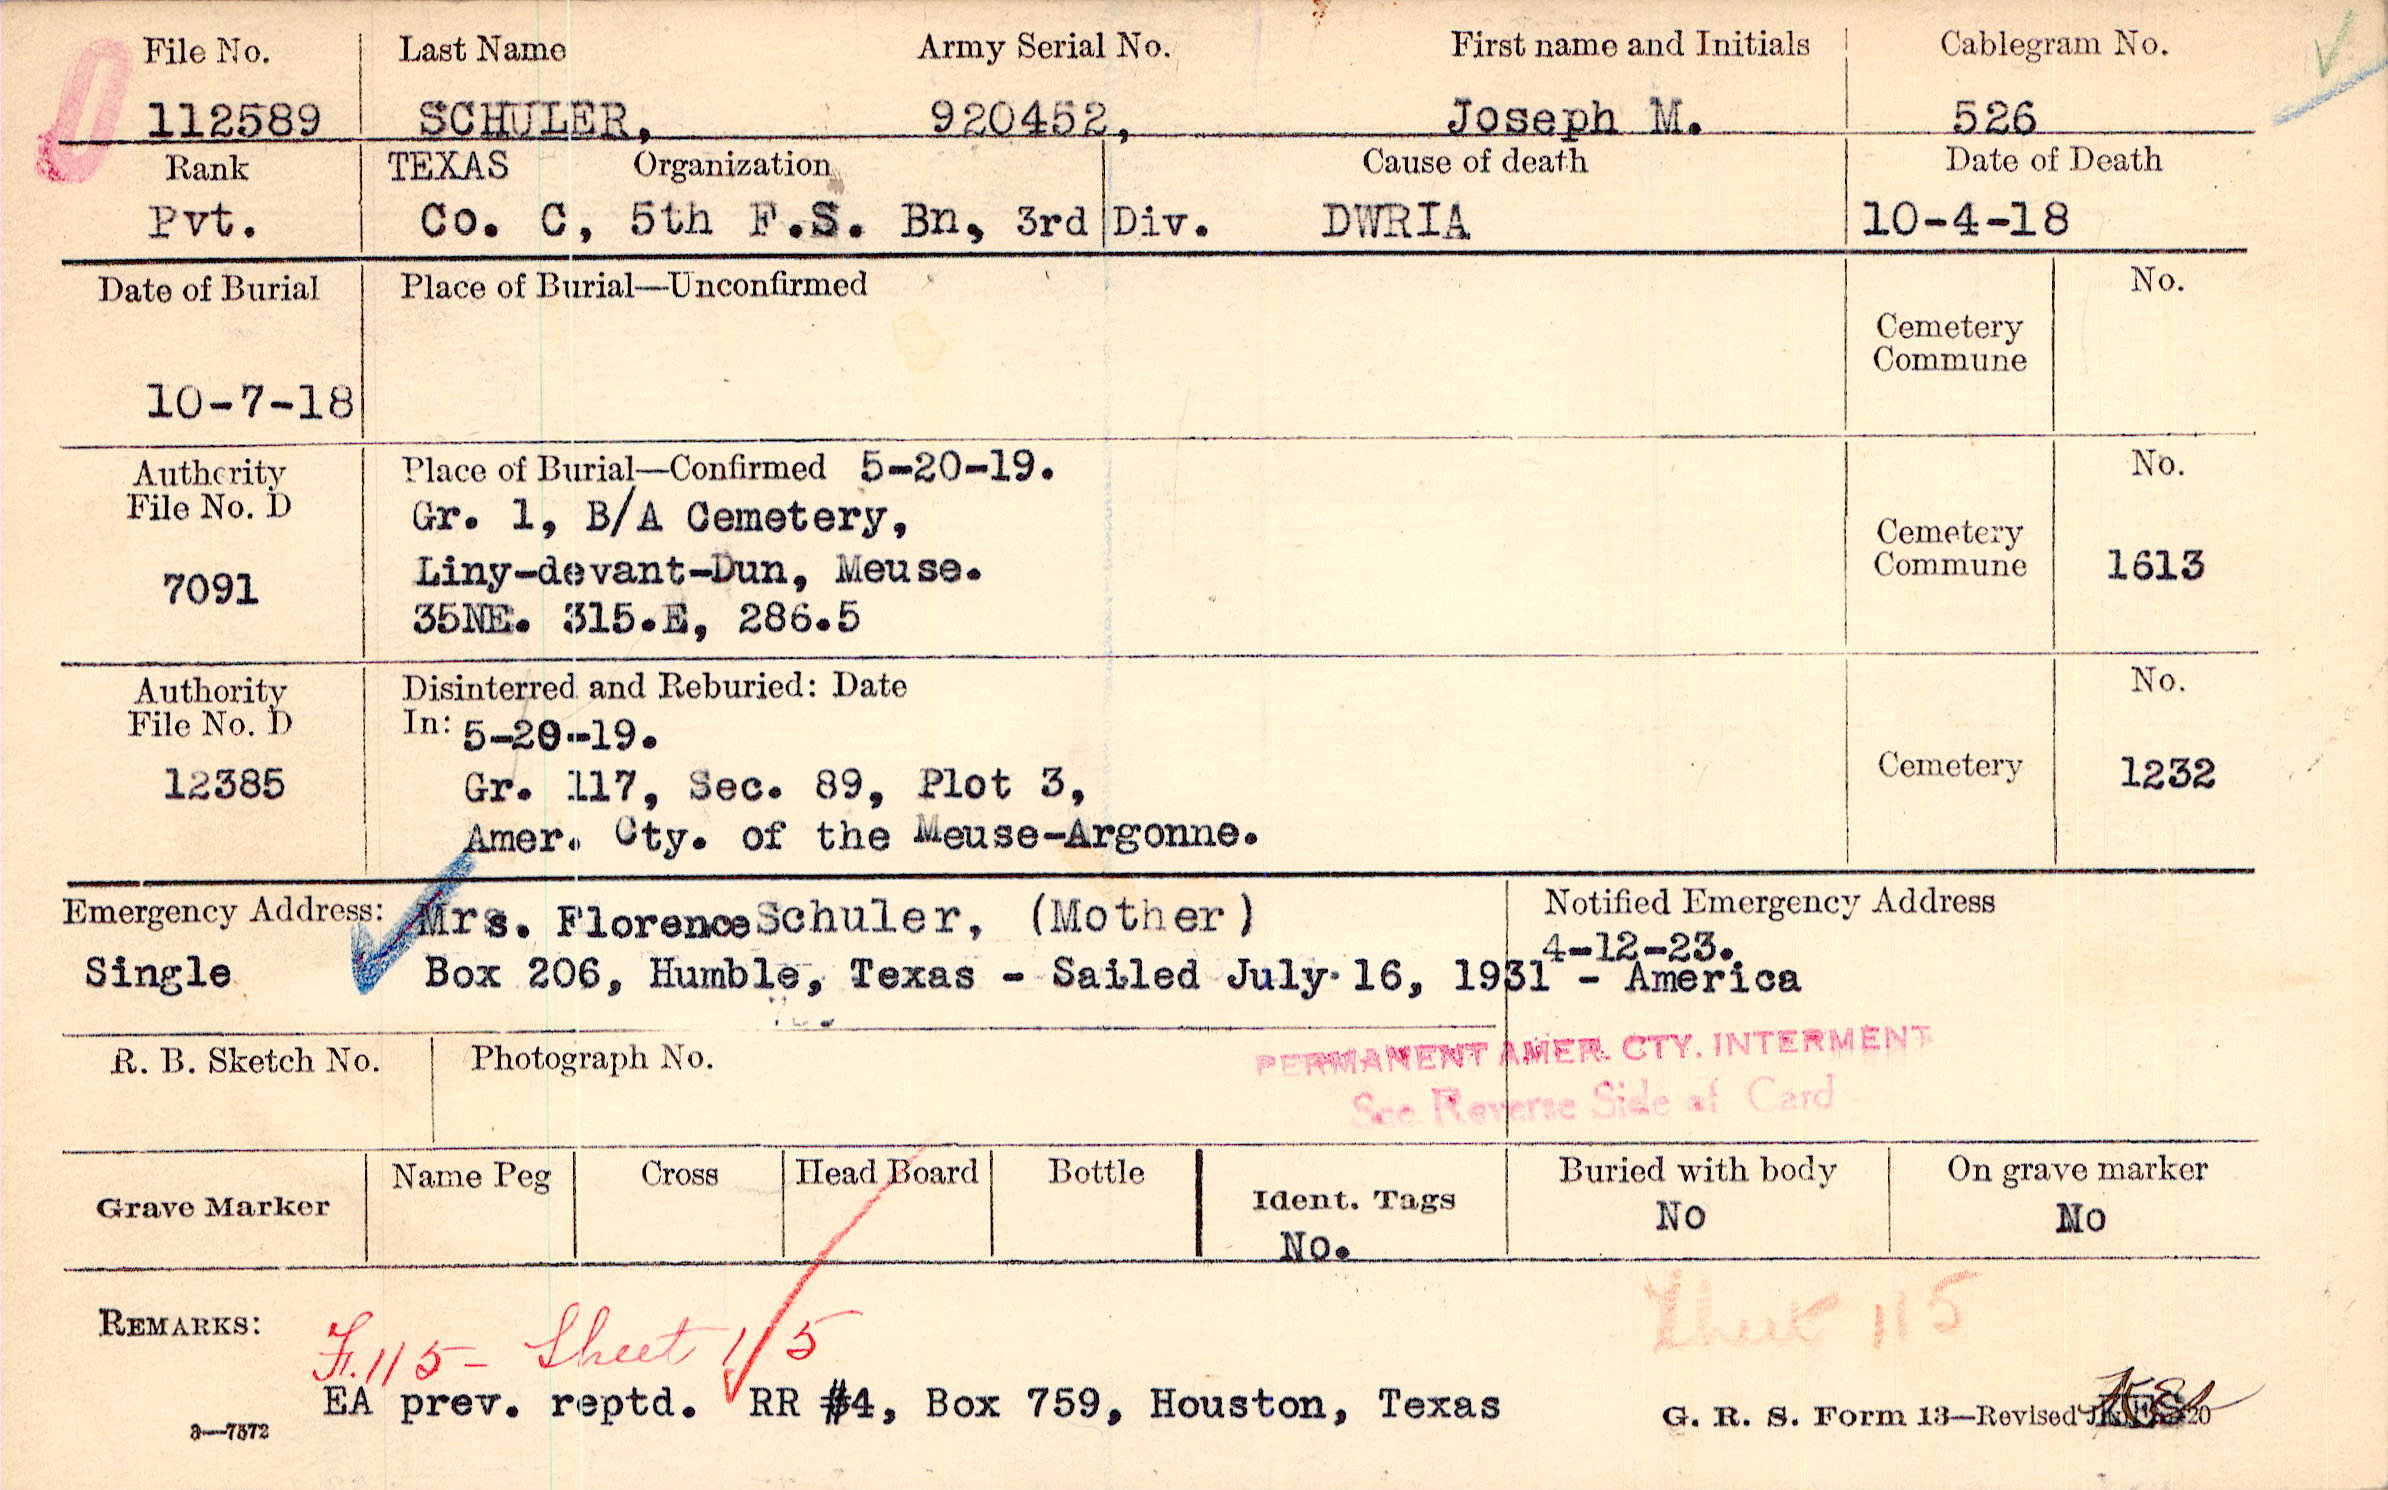 File No. Last Name Army Serial No. First name and Initials Cablegram No.
112589 SCHULER, 920452, Joseph M. 526
Rank TEXAS Organization Cause of death Date of Death
Pvt. Co. C, 5th F.S. Bn, 3rd Div. DWRIA 10-4-18
Date of Burial Place of Burial—Unconfirmed No.
Cemetery
Commune
10-7-18
Authority Place of Burial—Confirmed 5-20-19. No.
File No. D Gr. 1, B/A Cemetery,
Cemetery
Commune 1613
7091 Liny-devant-Dun, Meuse.
35NE. 315.E, 286.5
Authority Disinterred and Reburied: Date No.
File No. D In: 5-20-19.
12385 Gr. 117, Sec. 89, Plot 3, Cemetery 1232
Amer. Cty. of the Meuse-Argonne.
Emergency Address: Mrs. Florence Schuler, (Mother) Notified Emergency Address
4-12-23.
Single Box 206, Humble, Texas - Sailed July 16, 1931 - America
R. B. Sketch No. Photograph No. PERMANENT AMER. CTY. INTERMENT
See Reverse Side of Card
Grave Marker Name Peg Cross Head Board Bottle Ident. Tags Buried with body On grave marker
No. No No
REMARKS: F.115- Sheet 115 Sheet 115
EA prev. reptd. RR #4, Box 759, Houston, Texas
3—7572 G. R. S. Form 13—Revised